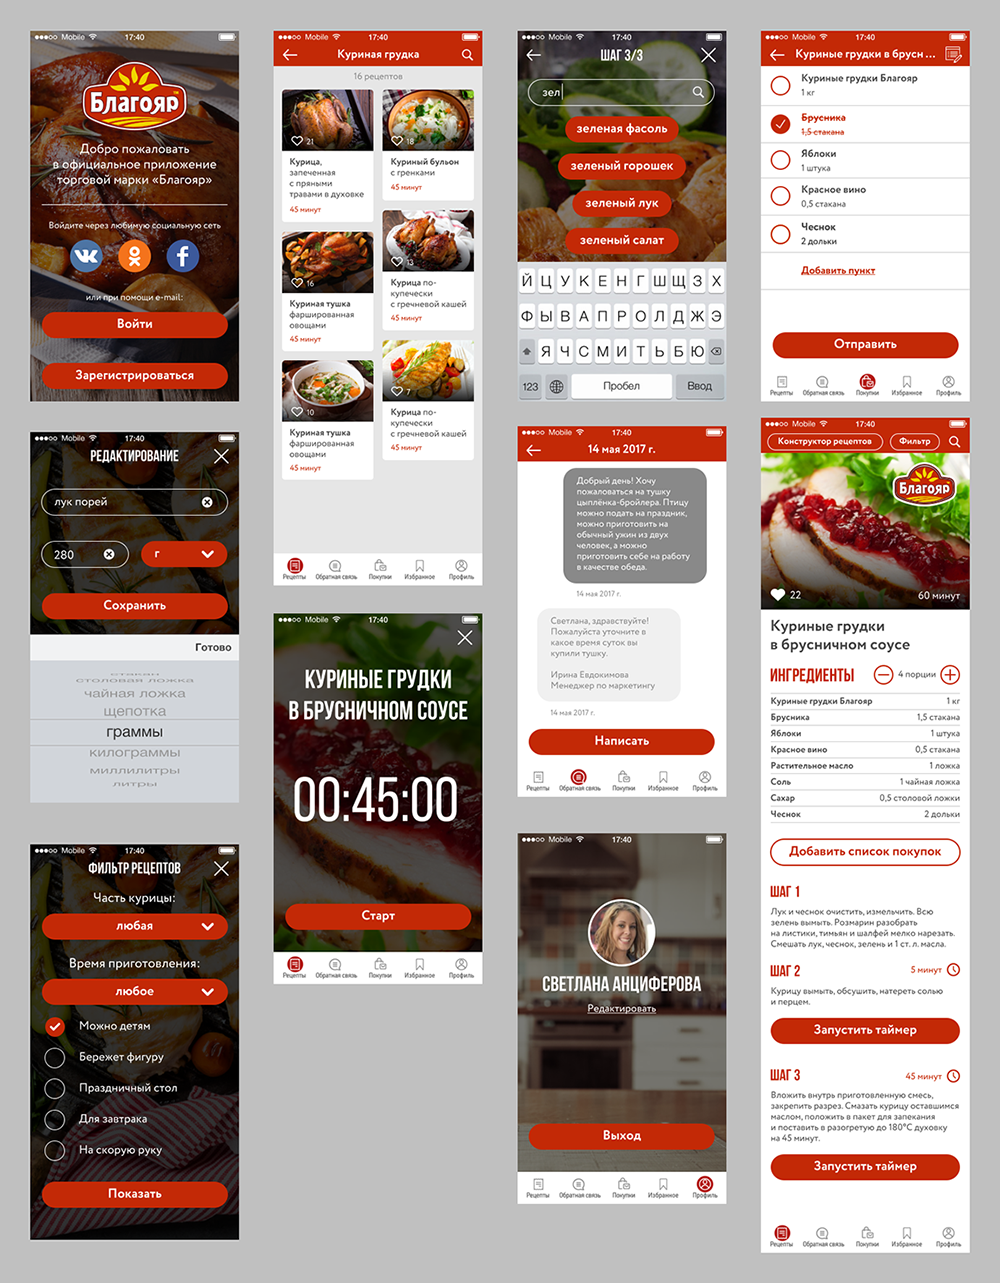 Mobile 17:40
Благояр
Добро пожаловать
в официальное приложение
торговой марки «Благояр»
Войдите через любимую социальную сеть
или при помощи e-mail:
Войти
Зарегистрироваться
Mobile 17:40
РЕДАКТИРОВАНИЕ
лук порей
280
г
Сохранить
Готово
стакан
столовая ложка
чайная ложка
щепотка
граммы
килограммы
миллилитры
литры
Mobile 17:40
ФИЛЬТР РЕЦЕПТОВ
Часть курицы:
любая
Время приготовления:
любое
Можно детям
Бережет фигуру
Праздничный стол
Для завтрака
На скорую руку
Показать
Mobile 17:40
Куриная грудка
16 рецептов
21
Курица,
запеченная
с пряными
травами в духовке
45 минут
18
Куриный бульон
с гренками
45 минут
16
Куриная тушка
фаршированная
овощами
45 минут
13
Курица по-
купечески
с гречневой кашей
45 минут
10
Куриная тушка
фаршированная
овощами
45 минут
7
Курица по-
купечески
с гречневой кашей
45 минут
Рецепты Обратная связь Покупки Избранное Профиль
Mobile 17:40
КУРИНЫЕ ГРУДКИ
В БРУСНИЧНОМ СОУСЕ
00:45:00
Старт
Рецепты Обратная связь Покупки Избранное Профиль
Mobile 17:40
ШАГ 3/3
зел
зеленая фасоль
зеленый горошек
зеленый лук
зеленый салат
Й Ц У К Е Н Г Ш Щ З Х
Ф Ы В А П Р О Л Д Ж Э
Я Ч С М И Т Ь Б Ю
123 Пробел Ввод
Mobile 17:40
14 мая 2017 г.
Добрый день! Хочу
пожаловаться на тушку
цыплёнка-бройлера. Птицу
можно подать на праздник,
можно приготовить на
обычный ужин из двух
человек, а можно
приготовить себе на работу
в качестве обеда.
14 мая 2017 г.
Светлана, здравствуйте!
Пожалуйста уточните в
какое время суток вы
купили тушку.
Ирина Евдокимова
Менеджер по маркетингу
14 мая 2017 г.
Написать
Рецепты Обратная связь Покупки Избранное Профиль
Mobile 17:40
СВЕТЛАНА АНЦИФЕРОВА
Редактировать
Выход
Рецепты Обратная связь Покупки Избранное Профиль
Mobile 17:40
Куриные грудки в брусн ...
Куриные грудки Благояр
1 кг
Брусника
1,5 стакана
Яблоки
1 штука
Красное вино
0,5 стакана
Чеснок
2 дольки
Добавить пункт
Отправить
Рецепты Обратная связь Покупки Избранное Профиль
Mobile 17:40
Конструктор рецептов Фильтр
Благояр
22 60 минут
Куриные грудки
в брусничном соусе
ИНГРЕДИЕНТЫ 4 порции
Куриные грудки Благояр 1 кг
Брусника 1,5 стакана
Яблоки 1 штука
Красное вино 0,5 стакана
Растительное масло 1 ложка
Соль 1 чайная ложка
Сахар 0,5 столовой ложки
Чеснок 2 дольки
Добавить список покупок
ШАГ 1
Лук и чеснок очистить, измельчить. Всю
зелень вымыть. Розмарин разобрать
на листики, тимьян и шалфей мелко нарезать.
Смешать лук, чеснок, зелень и 1 ст. л. масла.
ШАГ 2 5 минут
Курицу вымыть, обсушить, натереть солью
и перцем.
Запустить таймер
ШАГ 3 45 минут
Вложить внутрь приготовленную смесь,
закрепить разрез. Смазать курицу оставшимся
маслом, положить в пакет для запекания
и поставить в разогретую до 180°С духовку
на 45 минут.
Запустить таймер
Рецепты Обратная связь Покупки Избранное Профиль